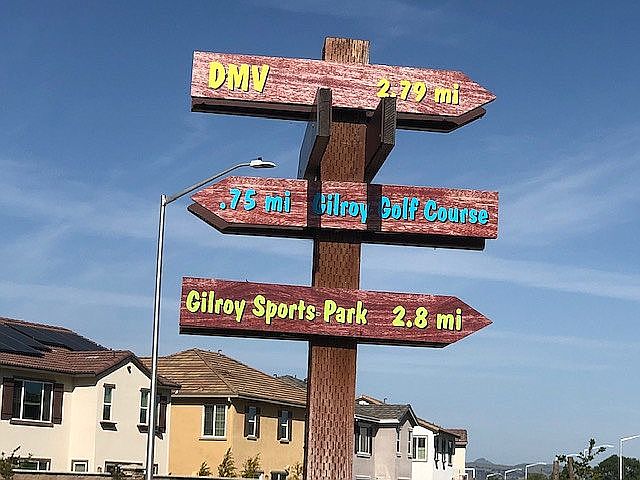 DMV 2.79 mi
.75 mi Gilroy Golf Course
Gilroy Sports Park 2.8 mi